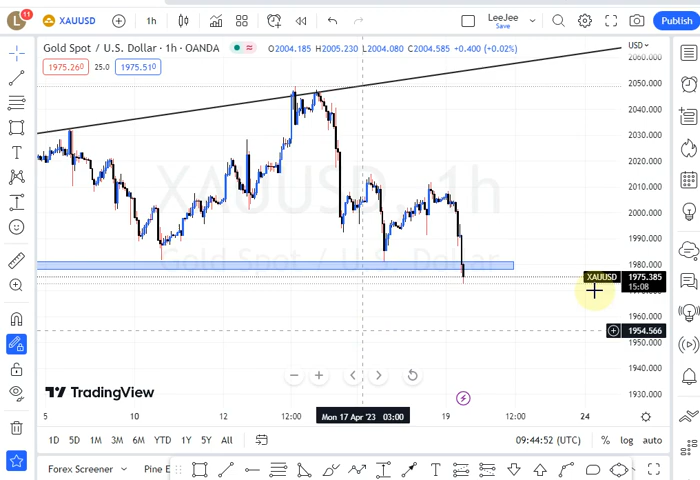 L 11 XAUUSD 1h LeeJee Save Publish
Gold Spot / U.S. Dollar · 1h · OANDA O2004.185 H2005.230 L2004.080 C2004.585 +0.400 (+0.02%) USD
1975.260 25.0 1975.510
2060.000
2050.000
2040.000
2030.000
2020.000
2010.000
2000.000
1990.000
1980.000
XAUUSD 1975.385
15:08
1954.566
1950.000
1940.000
1930.000
XAUUSD, 1h
Gold Spot / U.S. Dollar
TradingView
5 10 12 12:00 Mon 17 Apr '23 03:00 19 12:00 24
1D 5D 1M 3M 6M YTD 1Y 5Y All 09:44:52 (UTC) % log auto
Forex Screener Pine E